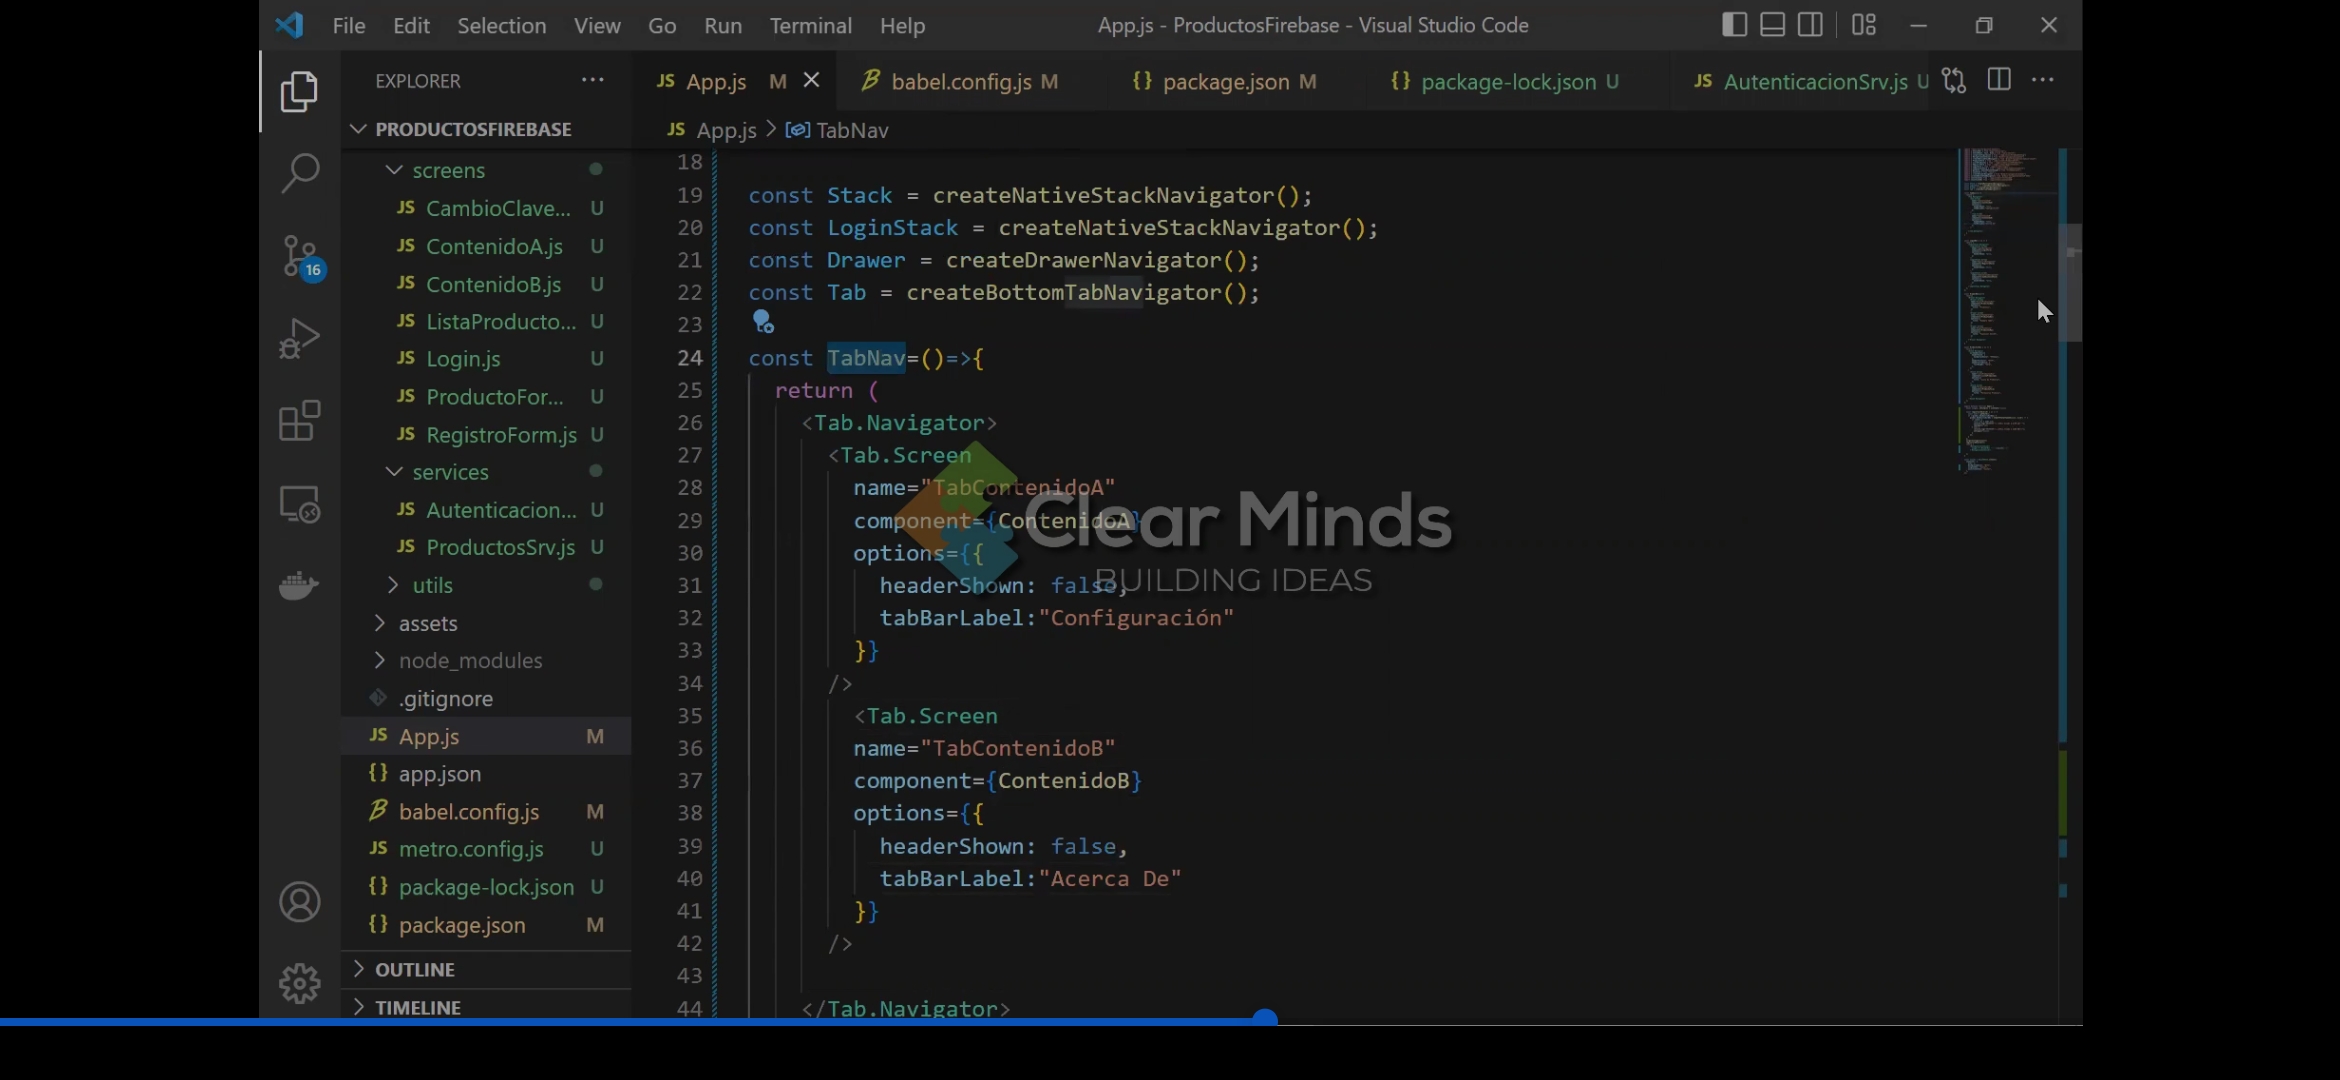 File Edit Selection View Go Run Terminal Help App.js - ProductosFirebase - Visual Studio Code
EXPLORER
JS App.js M
babel.config.js M
{} package.json M
{} package-lock.json U
JS AutenticacionSrv.js U
PRODUCTOSFIREBASE
JS App.js > TabNav
screens
JS CambioClave... U
JS ContenidoA.js U
JS ContenidoB.js U
JS ListaProducto... U
JS Login.js U
JS ProductoFor... U
JS RegistroForm.js U
services
JS Autenticacion... U
JS ProductosSrv.js U
utils
assets
node_modules
.gitignore
JS App.js M
{} app.json
babel.config.js M
JS metro.config.js U
{} package-lock.json U
{} package.json M
OUTLINE
TIMELINE
16
18
19 const Stack = createNativeStackNavigator();
20 const LoginStack = createNativeStackNavigator();
21 const Drawer = createDrawerNavigator();
22 const Tab = createBottomTabNavigator();
23
24 const TabNav=()=>{
25 return (
26 <Tab.Navigator>
27 <Tab.Screen
28 name="TabContenidoA"
29 component={ContenidoA}
30 options={{
31 headerShown: false,
32 tabBarLabel:"Configuración"
33 }}
34 />
35 <Tab.Screen
36 name="TabContenidoB"
37 component={ContenidoB}
38 options={{
39 headerShown: false,
40 tabBarLabel:"Acerca De"
41 }}
42 />
43
44 </Tab.Navigator>
Clear Minds
BUILDING IDEAS